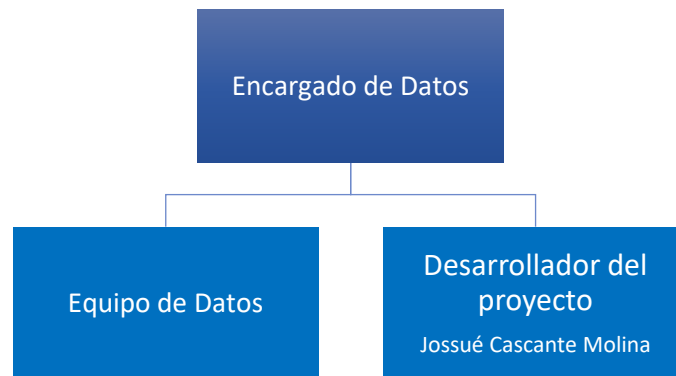 Encargado de Datos
Equipo de Datos
Desarrollador del
proyecto
Jossué Cascante Molina